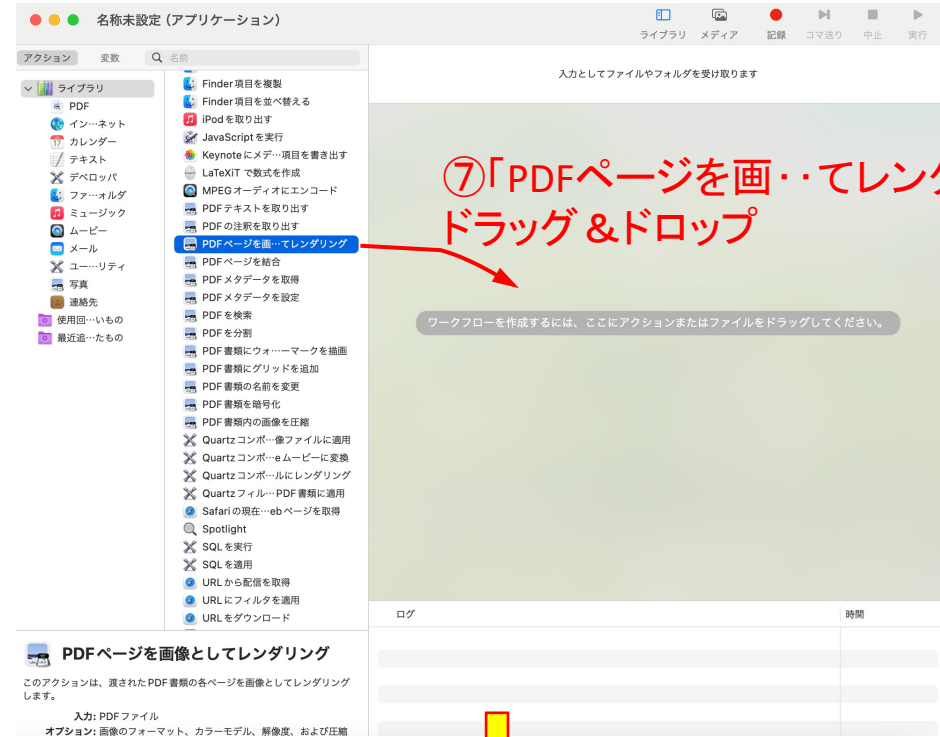 名称未設定 (アプリケーション)
ライブラリ メディア 記録 コマ送り 中止 実行
アクション 変数 名前
入力としてファイルやフォルダを受け取ります
ライブラリ
PDF
イン…ネット
カレンダー
テキスト
デベロッパ
ファ…ォルダ
ミュージック
ムービー
メール
ユー…リティ
写真
連絡先
使用回…いもの
最近追…たもの
Finder項目を複製
Finder項目を並べ替える
iPodを取り出す
JavaScriptを実行
Keynoteにメデ…項目を書き出す
LaTeXiT で数式を作成
MPEGオーディオにエンコード
PDFテキストを取り出す
PDFの注釈を取り出す
PDFページを画…てレンダリング
PDFページを結合
PDFメタデータを取得
PDFメタデータを設定
PDFを検索
PDFを分割
PDF書類にウォ…ーマークを描画
PDF書類にグリッドを追加
PDF書類の名前を変更
PDF書類を暗号化
PDF書類内の画像を圧縮
Quartzコンポ…像ファイルに適用
Quartzコンポ…eムービーに変換
Quartzコンポ…ルにレンダリング
Quartzフィル…PDF書類に適用
Safariの現在…ebページを取得
Spotlight
SQLを実行
SQLを適用
URLから配信を取得
URLにフィルタを適用
URLをダウンロード
⑦「PDFページを画・・てレン
ドラッグ&ドロップ
ワークフローを作成するには、ここにアクションまたはファイルをドラッグしてください。
ログ 時間
PDFページを画像としてレンダリング
このアクションは、渡されたPDF書類の各ページを画像としてレンダリング
します。
入力: PDFファイル
オプション: 画像のフォーマット、カラーモデル、解像度、および圧縮